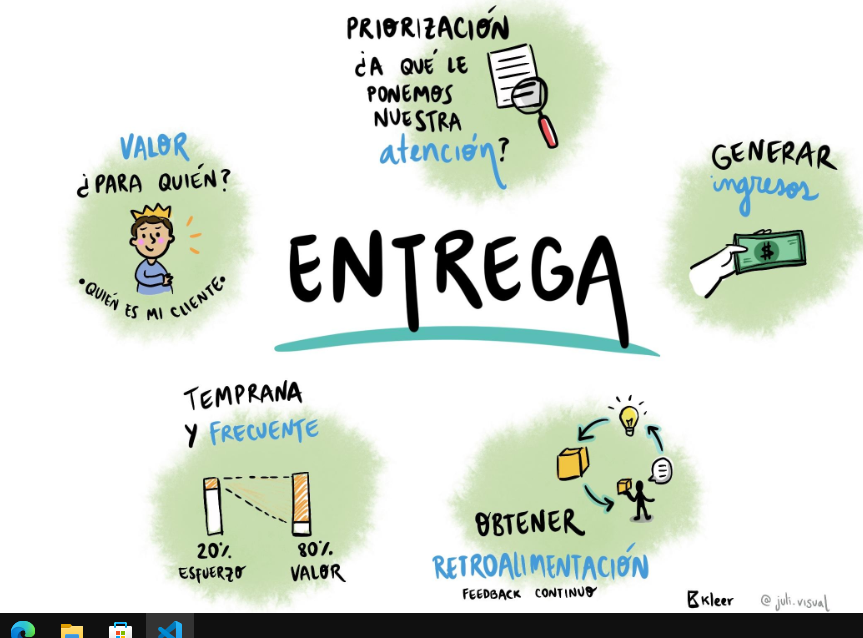 PRIORIZACIÓN
¿A QUÉ LE
PONEMOS
NUESTRA
atención?
VALOR
¿PARA QUIÉN?
•QUIÉN ES MI CLIENTE•
GENERAR
ingresos
$
ENTREGA
TEMPRANA
Y FRECUENTE
20% 80%
ESFUERZO VALOR
OBTENER
RETROALIMENTACIÓN
FEEDBACK CONTINUO
Kleer @juli.visual